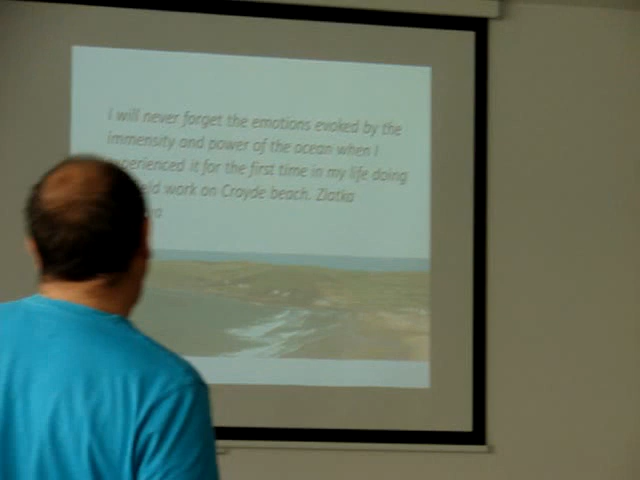 I will never forget the emotions evoked by the
immensity and power of the ocean when I
experienced it for the first time in my life doing
work on Croyde beach. Zlatka